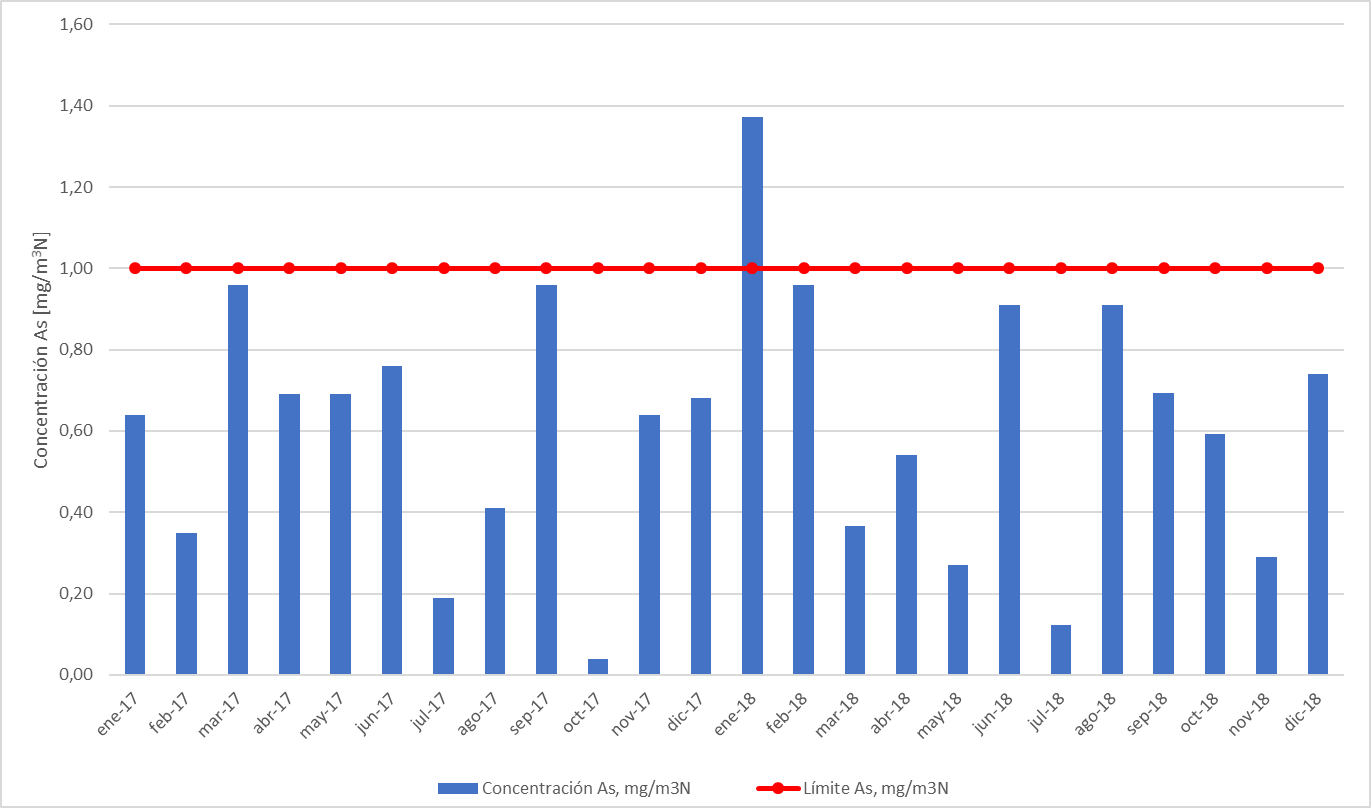 1,60
1,40
1,20
1,00
0,80
0,60
0,40
0,20
0,00
Concentración As [mg/m³N]
ene-17
feb-17
mar-17
abr-17
may-17
jun-17
jul-17
ago-17
sep-17
oct-17
nov-17
dic-17
ene-18
feb-18
mar-18
abr-18
may-18
jun-18
jul-18
ago-18
sep-18
oct-18
nov-18
dic-18
Concentración As, mg/m3N
Límite As, mg/m3N